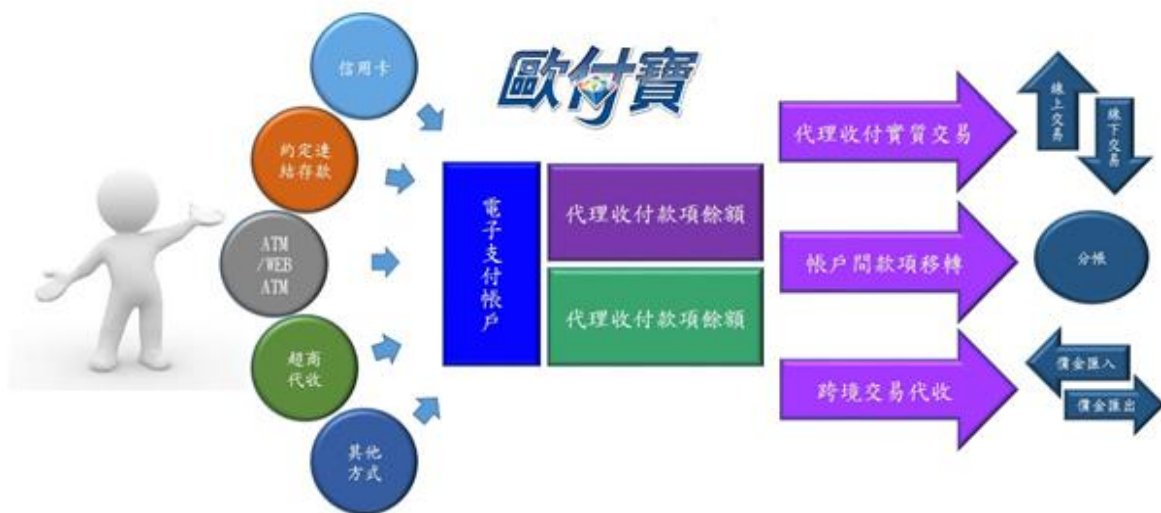 信用卡
約定連
結存款
ATM
/WEB
ATM
超商
代收
其他
方式
歐付寶
電子支付帳戶
代理收付款項餘額
代理收付款項餘額
代理收付實質交易
帳戶間款項移轉
跨境交易代收
線上交易
線下交易
分帳
價金匯入
價金匯出